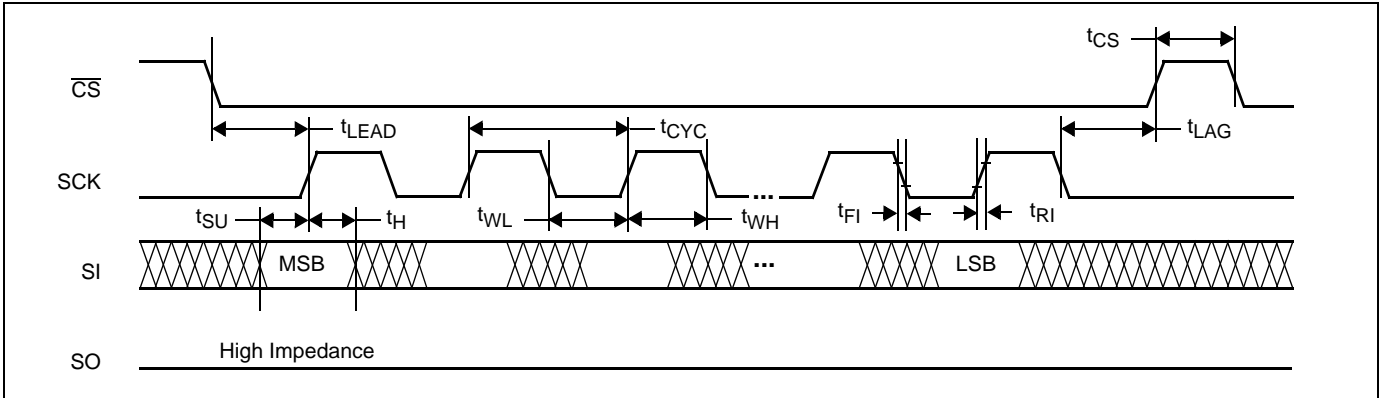 tCS
CS
tLEAD
tCYC
tLAG
SCK
...
tSU
tH
tWL
tWH
tFI
tRI
SI
MSB
...
LSB
High Impedance
SO